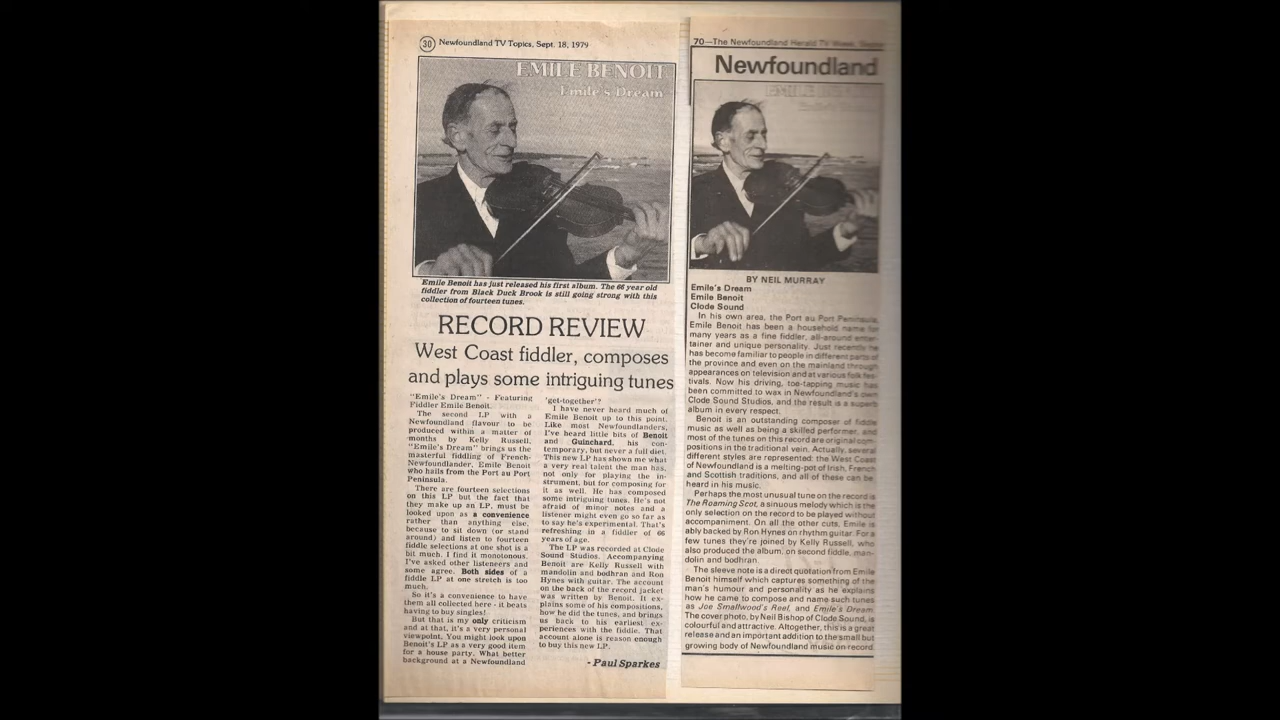 30 Newfoundland TV Topics, Sept. 18, 1979
EMILE BENOIT
Emile's Dream
Emile Benoit has just released his first album. The 66 year old
fiddler from Black Duck Brook is still going strong with this
collection of fourteen tunes.
RECORD REVIEW
West Coast fiddler, composes
and plays some intriguing tunes
"Emile's Dream" - Featuring
Fiddler Emile Benoit.
The second LP with a
Newfoundland flavour to be
produced within a matter of
months by Kelly Russell,
"Emile's Dream" brings us the
masterful fiddling of French-
Newfoundlander, Emile Benoit
who hails from the Port au Port
Peninsula.
There are fourteen selections
on this LP but the fact that
they make up an LP, must be
looked upon as a convenience
rather than anything else,
because to sit down (or stand
around) and listen to fourteen
fiddle selections at one shot is a
bit much. I find it monotonous.
I've asked other listeners and
some agree. Both sides of a
fiddle LP at one stretch is too
much.
So it's a convenience to have
them all collected here - it beats
having to buy singles!
But that is my only criticism
and at that, it's a very personal
viewpoint. You might look upon
Benoit's LP as a very good item
for a house party. What better
background at a Newfoundland
'get-together'?
I have never heard much of
Emile Benoit up to this point.
Like most Newfoundlanders,
I've heard little bits of Benoit
and Guinchard, his con-
temporary, but never a full diet.
This new LP has shown me what
a very real talent the man has,
not only for playing the in-
strument, but for composing for
it as well. He has composed
some intriguing tunes. He's not
afraid of minor notes and a
listener might even go so far as
to say he's experimental. That's
refreshing in a fiddler of 66
years of age.
The LP was recorded at Clode
Sound Studios. Accompanying
Benoit are Kelly Russell with
mandolin and bodhran and Ron
Hynes with guitar. The account
on the back of the record jacket
was written by Benoit. It ex-
plains some of his compositions,
how he did the tunes, and brings
us back to his earliest ex-
periences with the fiddle. That
account alone is reason enough
to buy this new LP.
- Paul Sparkes
70—The Newfoundland Herald TV Week,
Newfoundland
EMILE BENOIT
BY NEIL MURRAY
Emile's Dream
Emile Benoit
Clode Sound
In his own area, the Port au Port Peninsula,
Emile Benoit has been a household name for
many years as a fine fiddler, all-around enter-
tainer and unique personality. Just recently he
has become familiar to people in different parts of
the province and even on the mainland through
appearances on television and at various folk fes-
tivals. Now his driving, toe-tapping music has
been committed to wax in Newfoundland's own
Clode Sound Studios, and the result is a superb
album in every respect.
Benoit is an outstanding composer of fiddle
music as well as being a skilled performer, and
most of the tunes on this record are original com-
positions in the traditional vein. Actually, several
different styles are represented: the West Coast
of Newfoundland is a melting-pot of Irish, French
and Scottish traditions, and all of these can be
heard in his music.
Perhaps the most unusual tune on the record is
The Roaming Scot, a sinuous melody which is the
only selection on the record to be played without
accompaniment. On all the other cuts, Emile is
ably backed by Ron Hynes on rhythm guitar. For a
few tunes they're joined by Kelly Russell, who
also produced the album, on second fiddle, man-
dolin and bodhran.
The sleeve note is a direct quotation from Emile
Benoit himself which captures something of the
man's humour and personality as he explains
how he came to compose and name such tunes
as Joe Smallwood's Reel, and Emile's Dream.
The cover photo, by Neil Bishop of Clode Sound, is
colourful and attractive. Altogether, this is a great
release and an important addition to the small but
growing body of Newfoundland music on record.